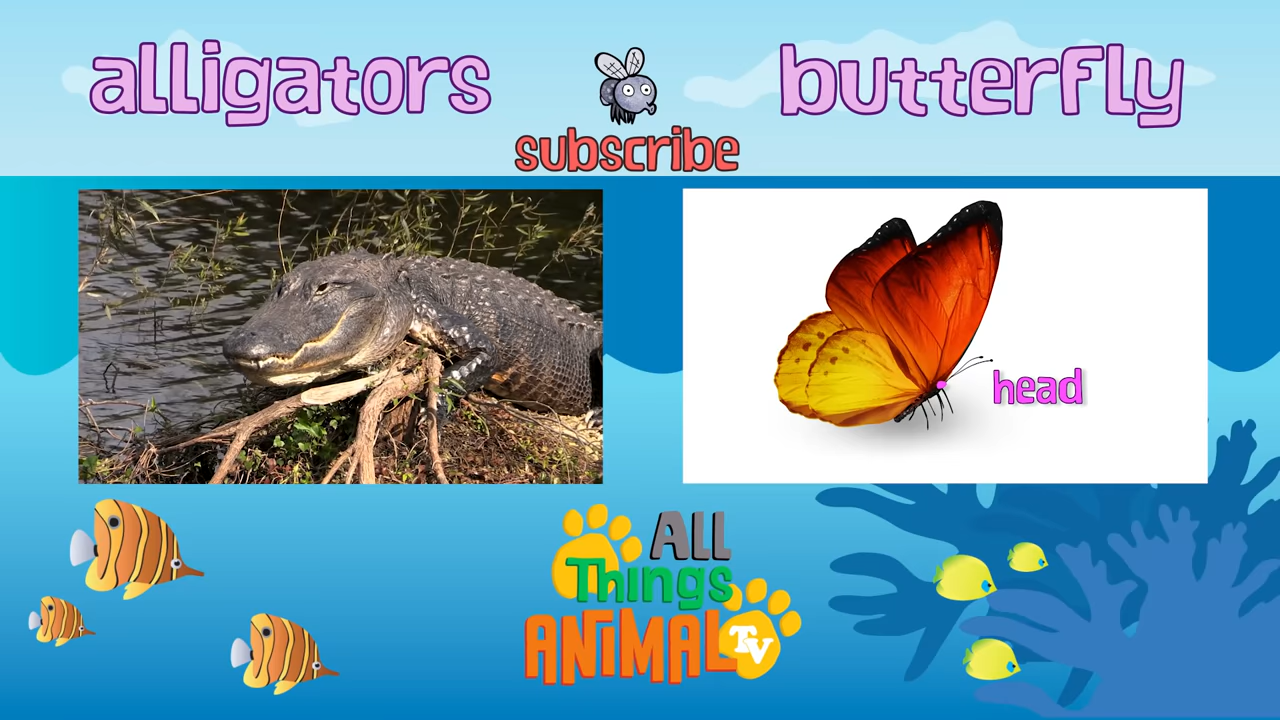 alligators
butterfly
subscribe
head
ALL
Things
ANIMAL
TV